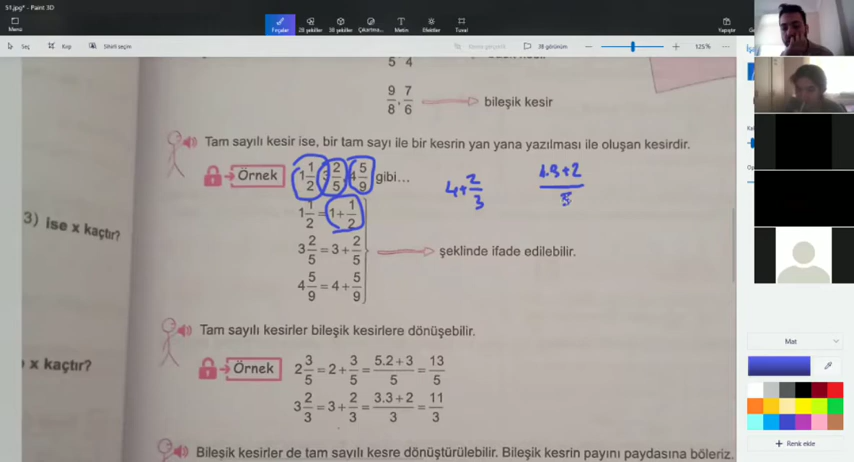 51.jpg* - Paint 3D
Menü
Fırçalar
2B şekiller
3B şekiller
Çıkartma...
Metin
Efektler
Tuval
Yapıştır
Seç
Kırp
Sihirli seçim
3B görünüm
125%
5 4
9/8 , 7/6 → bileşik kesir
Tam sayılı kesir ise, bir tam sayı ile bir kesrin yan yana yazılması ile oluşan kesirdir.
Örnek 1 1/2, 3 2/5, 4 5/9 gibi...
4+2/3
1 1/2 = 1 + 1/2
3) ise x kaçtır?
3 2/5 = 3 + 2/5 → şeklinde ifade edilebilir.
4 5/9 = 4 + 5/9
Tam sayılı kesirler bileşik kesirlere dönüşebilir.
x kaçtır?
Örnek 2 3/5 = 2 + 3/5 = 5.2 + 3/5 = 13/5
3 2/3 = 3 + 2/3 = 3.3 + 2/3 = 11/3
Bileşik kesirler de tam sayılı kesre dönüştürülebilir. Bileşik kesrin payını paydasına böleriz.
Mat
Renk ekle